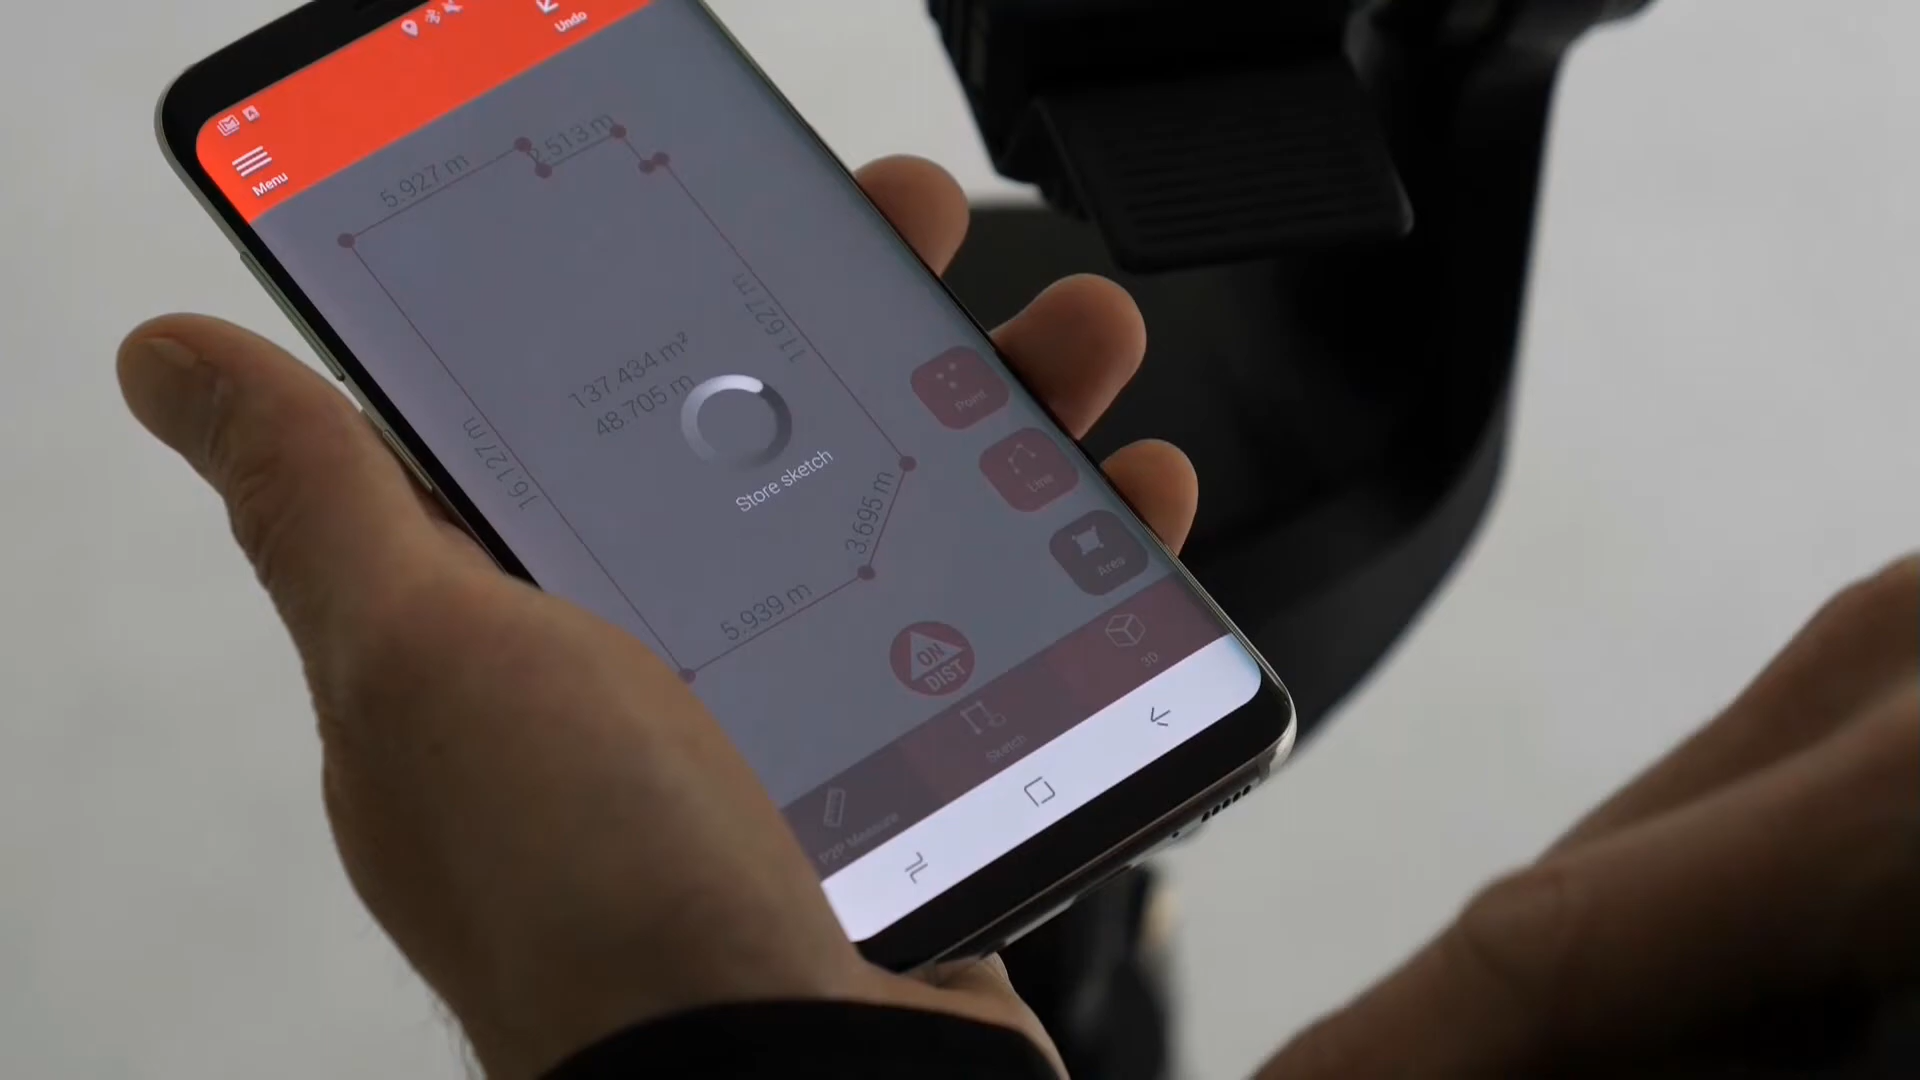 Undo
Menu
5.927 m
2.513 m
11.627 m
137.434 m²
48.705 m
16.127 m
Store sketch
3.695 m
5.939 m
Point
Line
Area
ON
DIST
3D
Sketch
P2P Measure